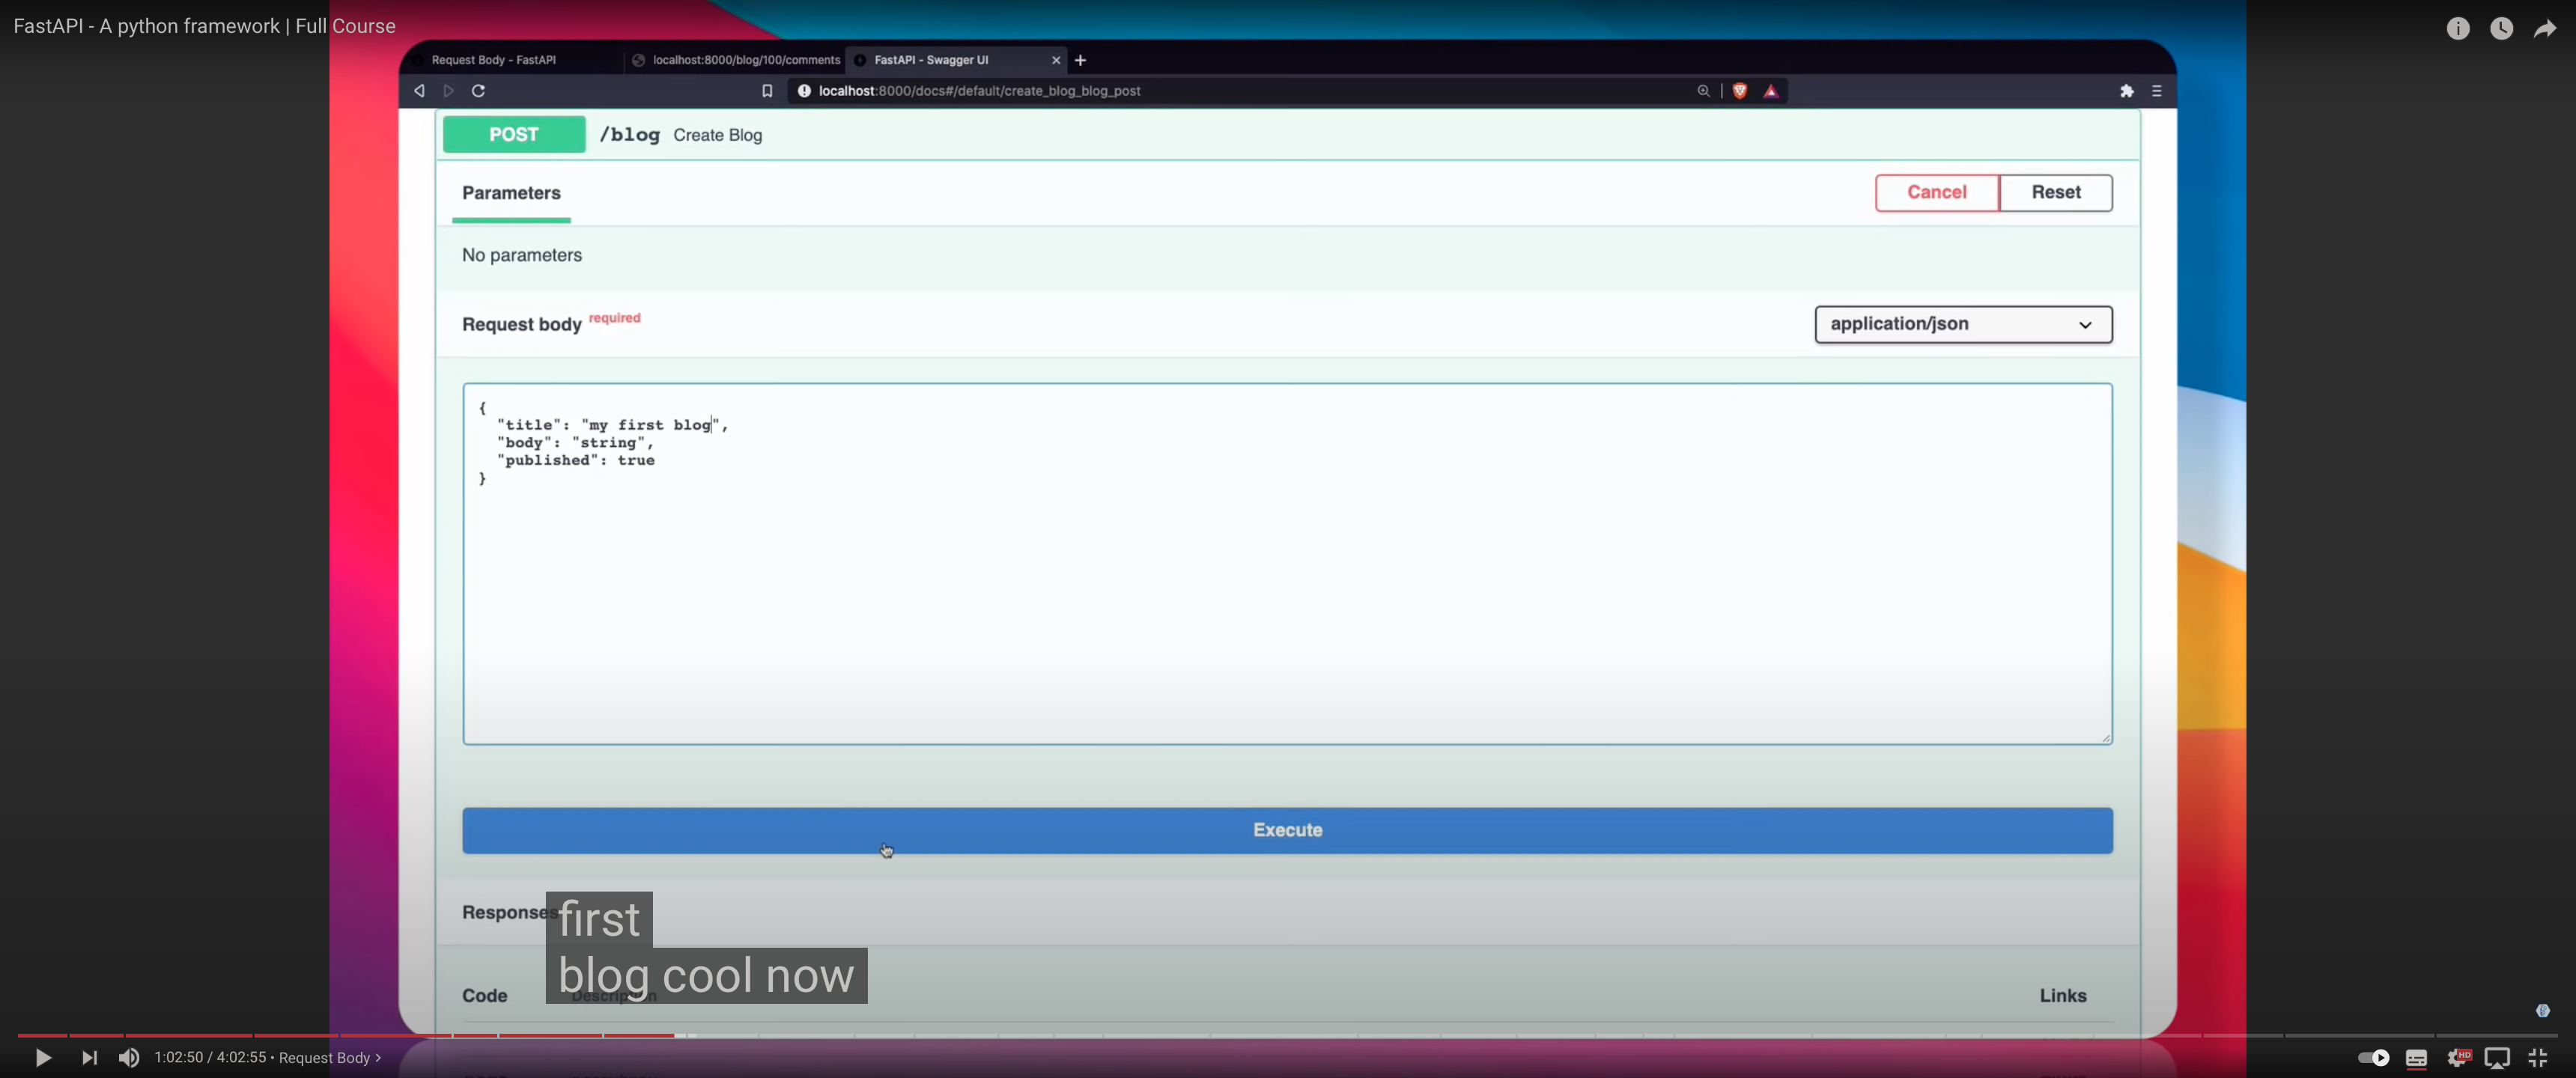 FastAPI - A python framework | Full Course
Request Body - FastAPI
localhost:8000/blog/100/comments
FastAPI - Swagger UI
localhost:8000/docs#/default/create_blog_blog_post
POST /blog Create Blog
Parameters
Cancel
Reset
No parameters
Request body required
application/json
{
"title": "my first blog",
"body": "string",
"published": true
}
Execute
Responses
first
blog cool now
Code
Description
Links
1:02:50 / 4:02:55 • Request Body >
HD